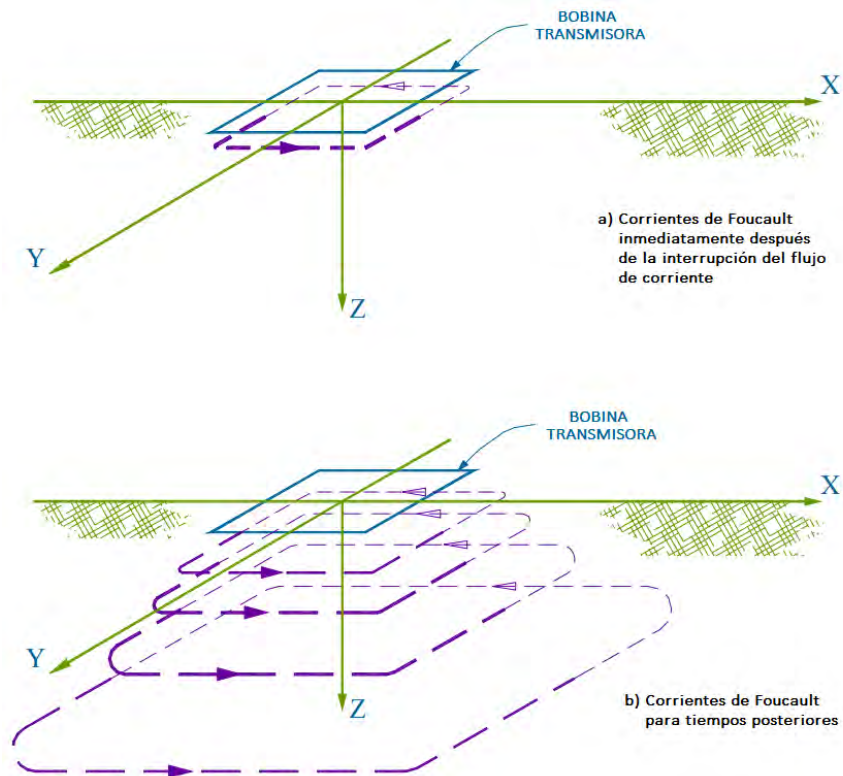 BOBINA
TRANSMISORA
X
a) Corrientes de Foucault
inmediatamente después
de la interrupción del flujo
de corriente
Y
Z
BOBINA
TRANSMISORA
X
Y
Z
b) Corrientes de Foucault
para tiempos posteriores